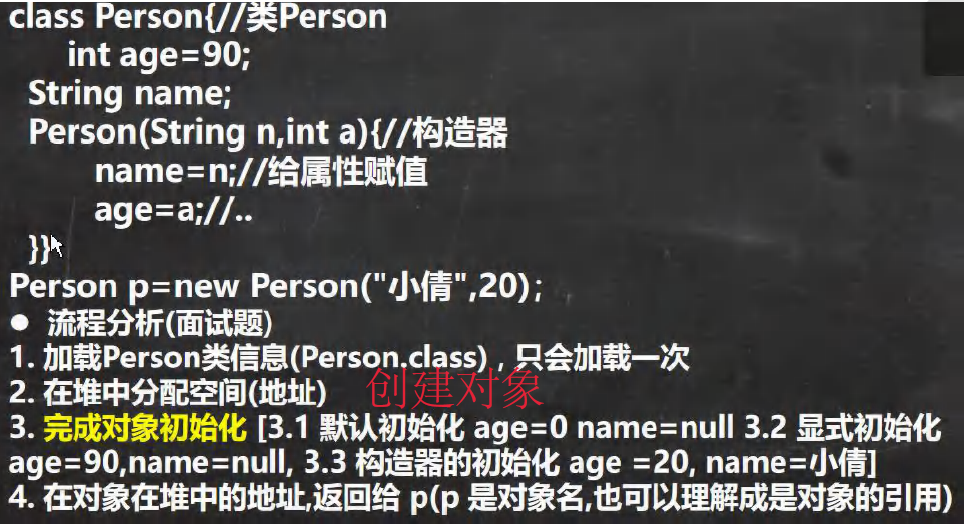 class Person{//类Person
int age=90;
String name;
Person(String n,int a){//构造器
name=n;//给属性赋值
age=a;//..
}}
Person p=new Person("小倩",20);
● 流程分析(面试题)
1. 加载Person类信息(Person.class)，只会加载一次
2. 在堆中分配空间(地址)
创建对象
3. 完成对象初始化 [3.1 默认初始化 age=0 name=null 3.2 显式初始化
age=90,name=null, 3.3 构造器的初始化 age =20, name=小倩]
4. 在对象在堆中的地址,返回给 p(p 是对象名,也可以理解成是对象的引用)